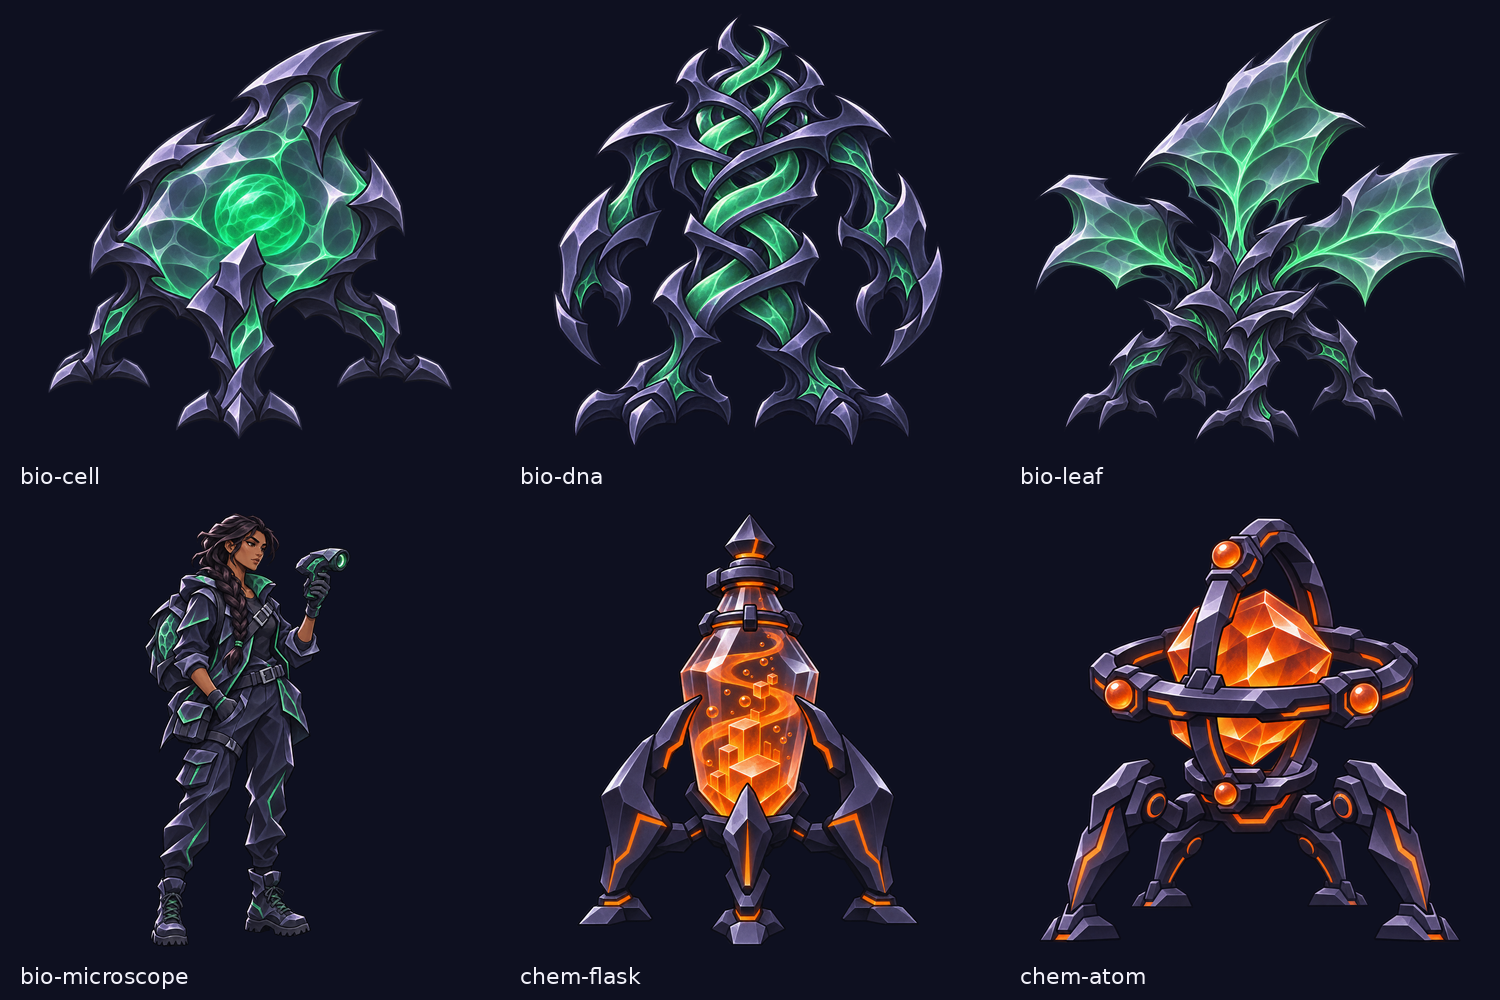 bio-cell
bio-dna
bio-leaf
bio-microscope
chem-flask
chem-atom